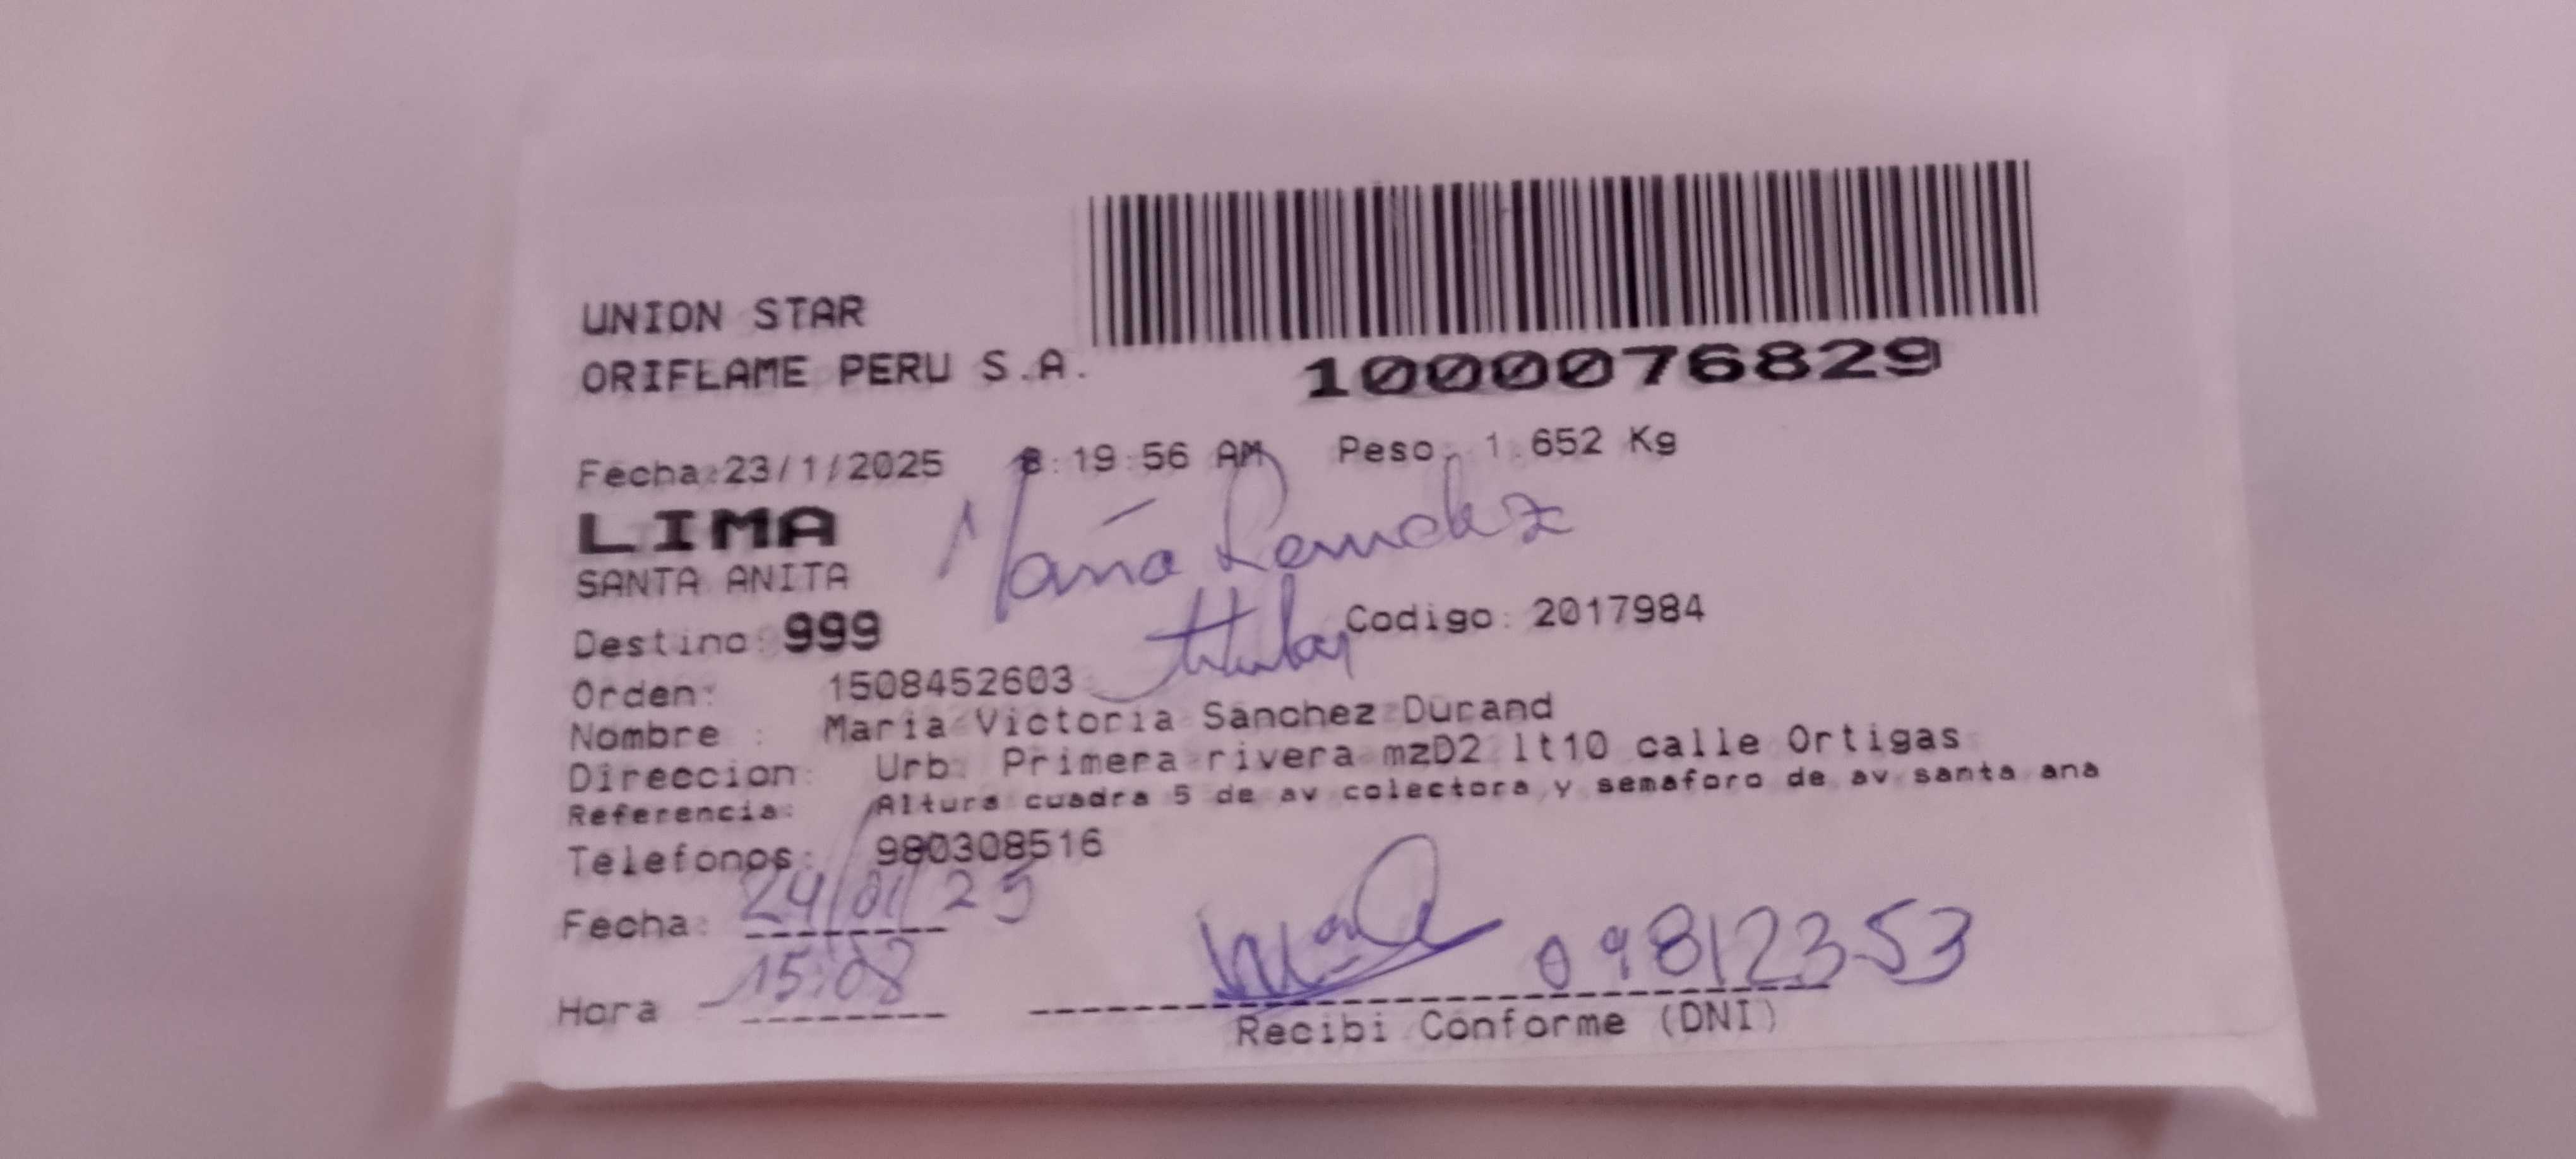 UNION STAR
ORIFLAME PERU S.A.
1000076829
Fecha:23/1/2025 8:19:56 AM Peso. 1.652 Kg
LIMA
María Sanchez
SANTA ANITA
titular
Destino: 999 Codigo: 2017984
Orden: 1508452603
Nombre : Maria Victoria Sanchez Durand
Direccion: Urb. Primera rivera mzD2 lt10 calle Ortigas
Referencia: Altura cuadra 5 de av colectora y semaforo de av santa ana
Telefonos: 980308516
Fecha: 24/01/25
09812353
Hora 15:08
Recibi Conforme (DNI)